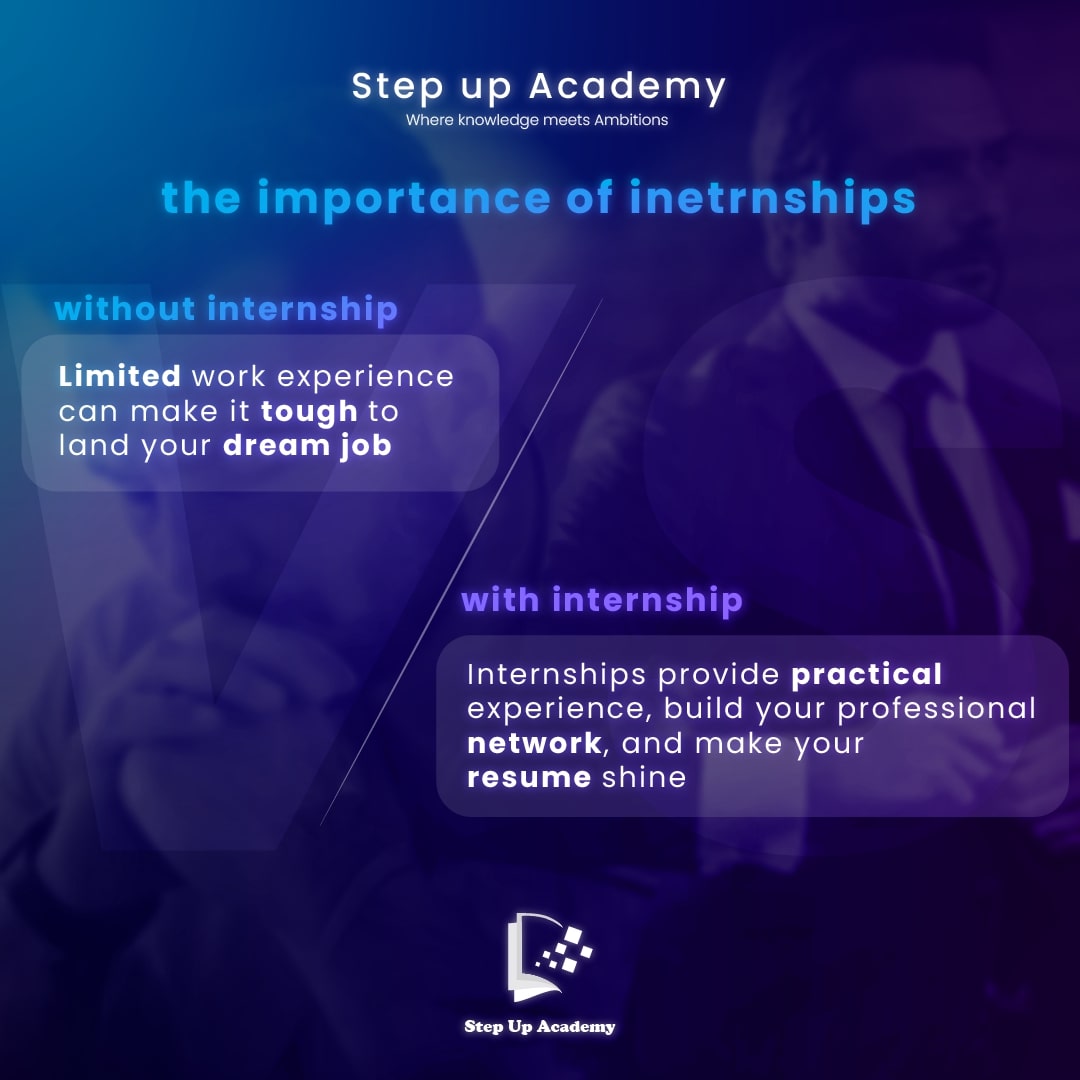 Step up Academy
Where knowledge meets Ambitions
the importance of inetrnships
without internship
Limited work experience
can make it tough to
land your dream job
VS
with internship
Internships provide practical
experience, build your professional
network, and make your
resume shine
Step Up Academy